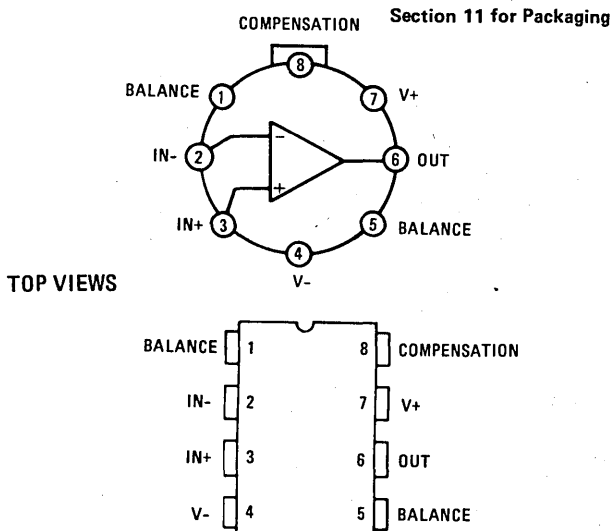 Section 11 for Packaging
COMPENSATION
8
BALANCE 1
7 V+
IN- 2
-
6 OUT
+
IN+ 3
5 BALANCE
4
V-
TOP VIEWS
BALANCE 1
8 COMPENSATION
IN- 2
7 V+
IN+ 3
6 OUT
V- 4
5 BALANCE